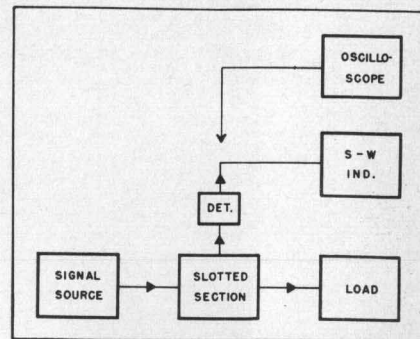 OSCILLO-
SCOPE
S-W
IND.
DET.
SIGNAL
SOURCE
SLOTTED
SECTION
LOAD